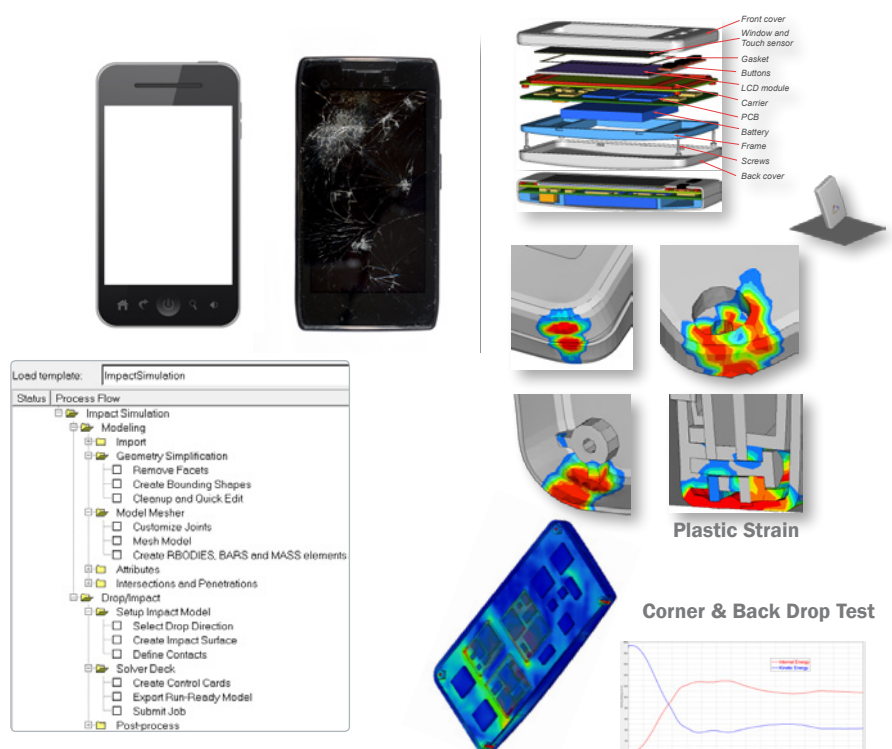 Front cover
Window and
Touch sensor
Gasket
Buttons
LCD module
Carrier
PCB
Battery
Frame
Screws
Back cover
Load template: ImpactSimulation
Status Process Flow
Impact Simulation
Modeling
Import
Geometry Simplification
Remove Facets
Create Bounding Shapes
Cleanup and Quick Edit
Model Mesher
Customize Joints
Mesh Model
Create RBODIES, BARS and MASS elements
Attributes
Intersections and Penetrations
Drop/Impact
Setup Impact Model
Select Drop Direction
Create Impact Surface
Define Contacts
Solver Deck
Create Control Cards
Export Run-Ready Model
Submit Job
Post-process
Plastic Strain
Corner & Back Drop Test
Internal Energy
Kinetic Energy